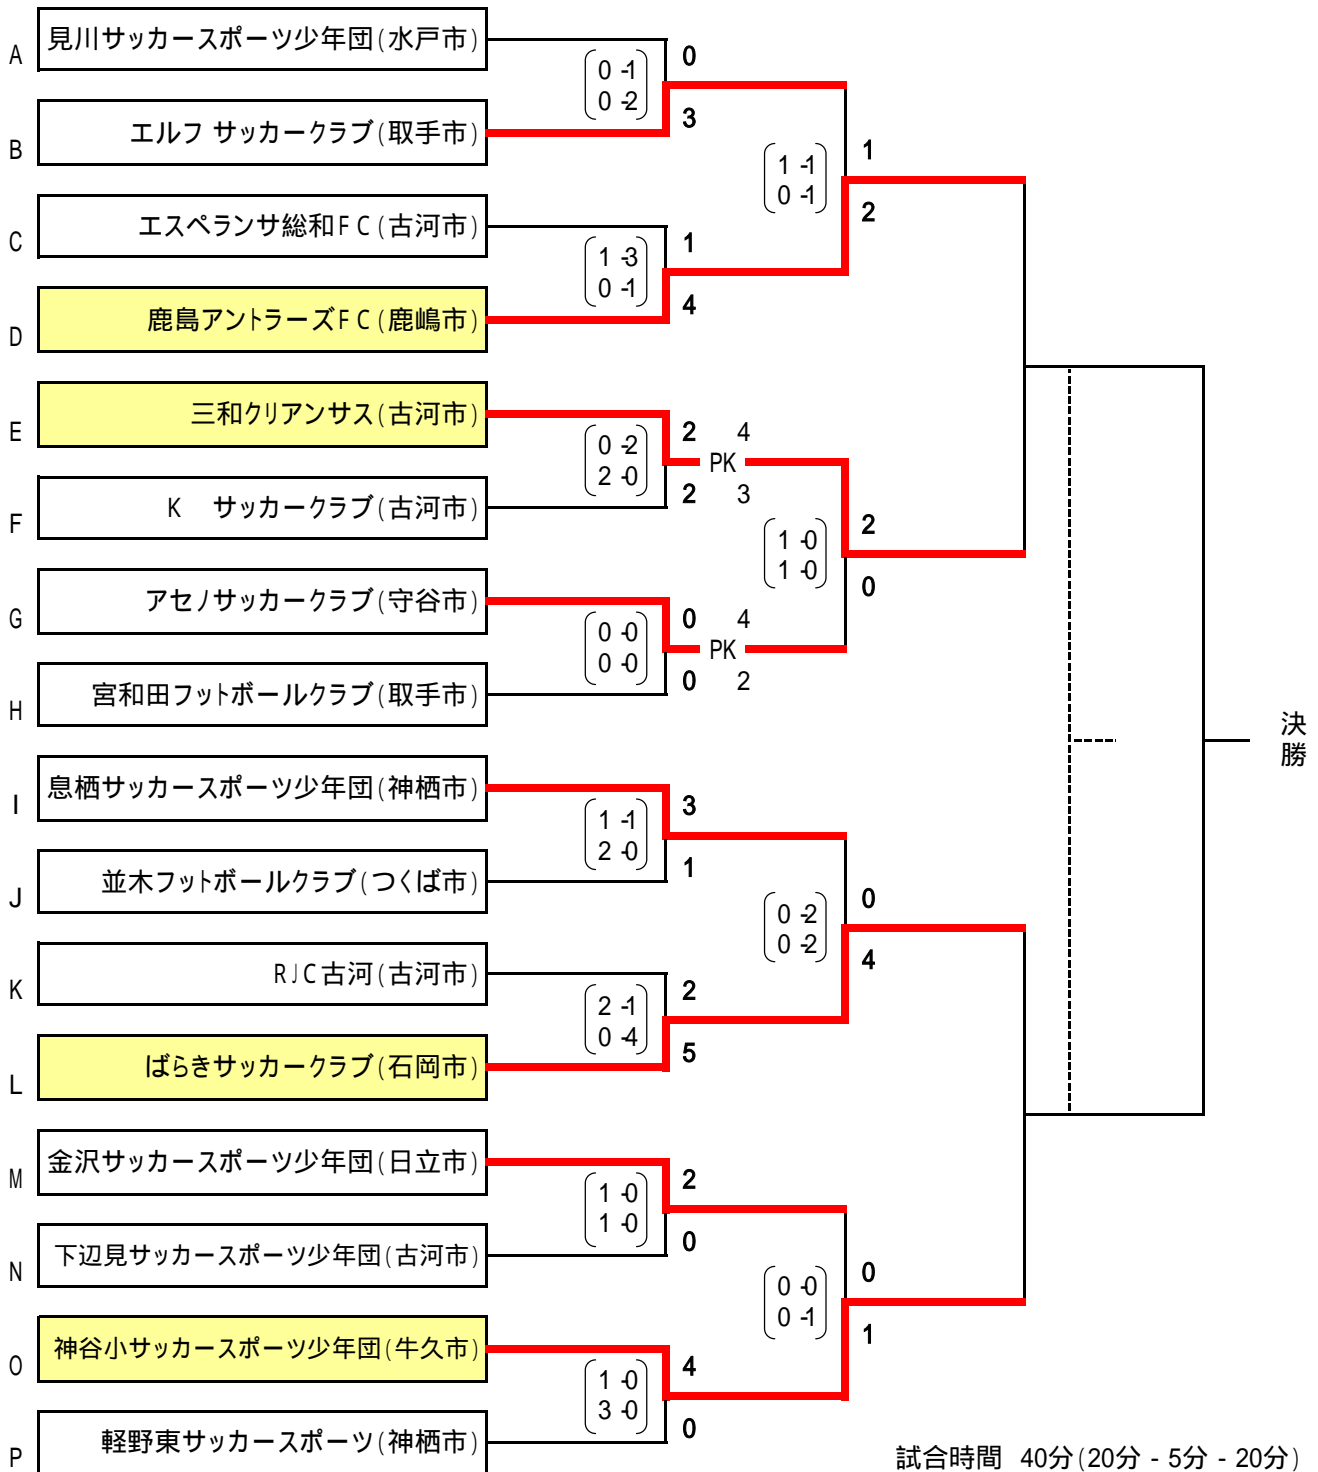 A 見川サッカースポーツ少年団(水戸市)
0 -1
0 -2
0
3
B エルフ サッカークラブ(取手市)
1 -1
0 -1
1
2
C エスペランサ総和FC(古河市)
1 -3
0 -1
1
4
D 鹿島アントラーズFC(鹿嶋市)
E 三和クリアンサス(古河市)
0 -2
2 -0
2 4
PK
2 3
F K サッカークラブ(古河市)
1 -0
1 -0
2
0
G アセノサッカークラブ(守谷市)
0 -0
0 -0
0 4
PK
0 2
H 宮和田フットボールクラブ(取手市)
決勝
I 息栖サッカースポーツ少年団(神栖市)
1 -1
2 -0
3
1
J 並木フットボールクラブ(つくば市)
0 -2
0 -2
0
4
K RJC古河(古河市)
2 -1
0 -4
2
5
L ばらきサッカークラブ(石岡市)
M 金沢サッカースポーツ少年団(日立市)
1 -0
1 -0
2
0
N 下辺見サッカースポーツ少年団(古河市)
0 -0
0 -1
0
1
O 神谷小サッカースポーツ少年団(牛久市)
1 -0
3 -0
4
0
P 軽野東サッカースポーツ(神栖市)
試合時間 40分(20分 - 5分 - 20分)